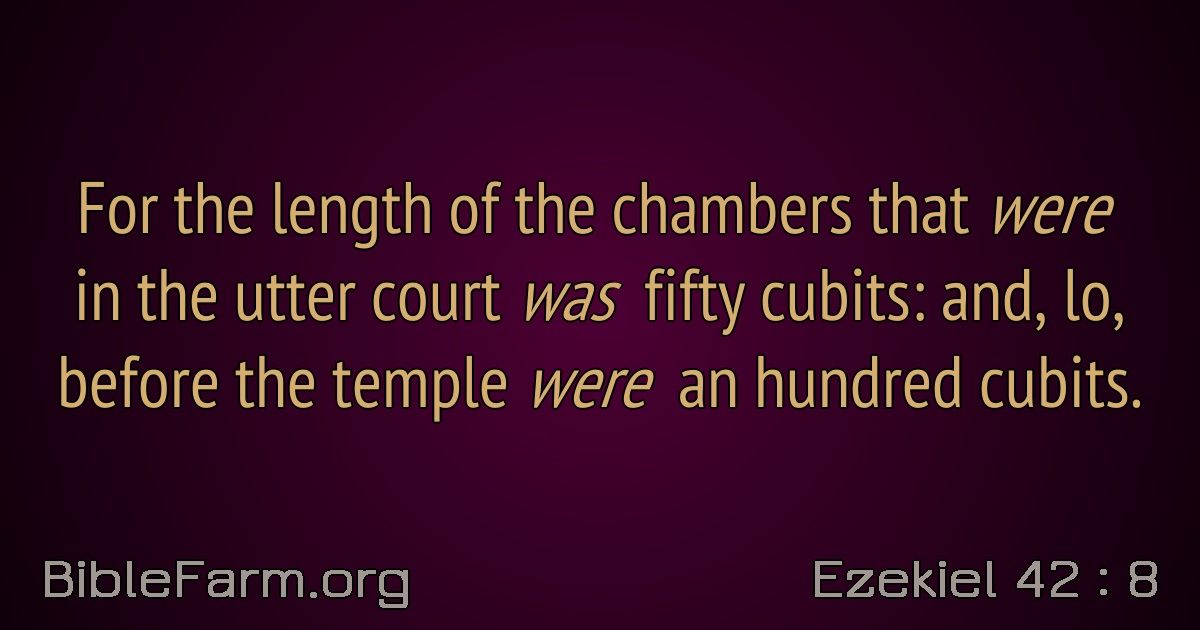 For the length of the chambers that were
in the utter court was fifty cubits: and, lo,
before the temple were an hundred cubits.
BibleFarm.org
Ezekiel 42 : 8